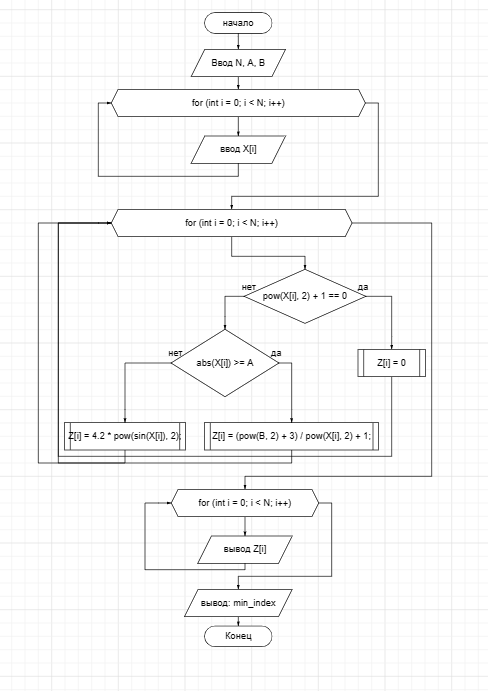 начало
Ввод N, A, B
for (int i = 0; i < N; i++)
ввод X[i]
for (int i = 0; i < N; i++)
нет
да
pow(X[i], 2) + 1 == 0
нет
да
abs(X[i]) >= A
Z[i] = 0
Z[i] = 4.2 * pow(sin(X[i]), 2);
Z[i] = (pow(B, 2) + 3) / pow(X[i], 2) + 1;
for (int i = 0; i < N; i++)
вывод Z[i]
вывод: min_index
Конец